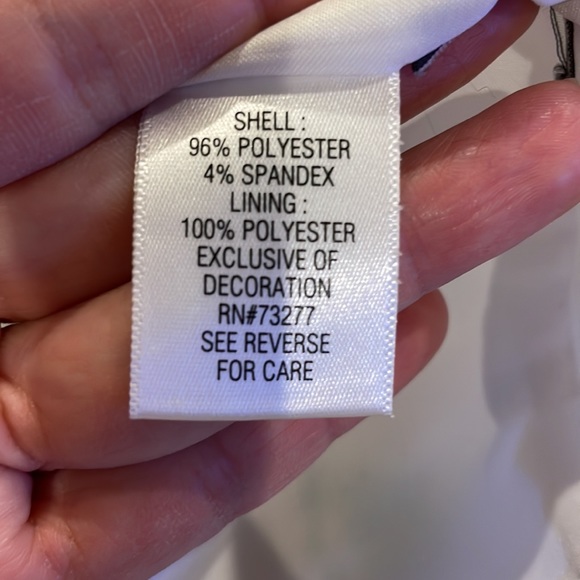 SHELL :
96% POLYESTER
4% SPANDEX
LINING :
100% POLYESTER
EXCLUSIVE OF
DECORATION
RN#73277
SEE REVERSE
FOR CARE